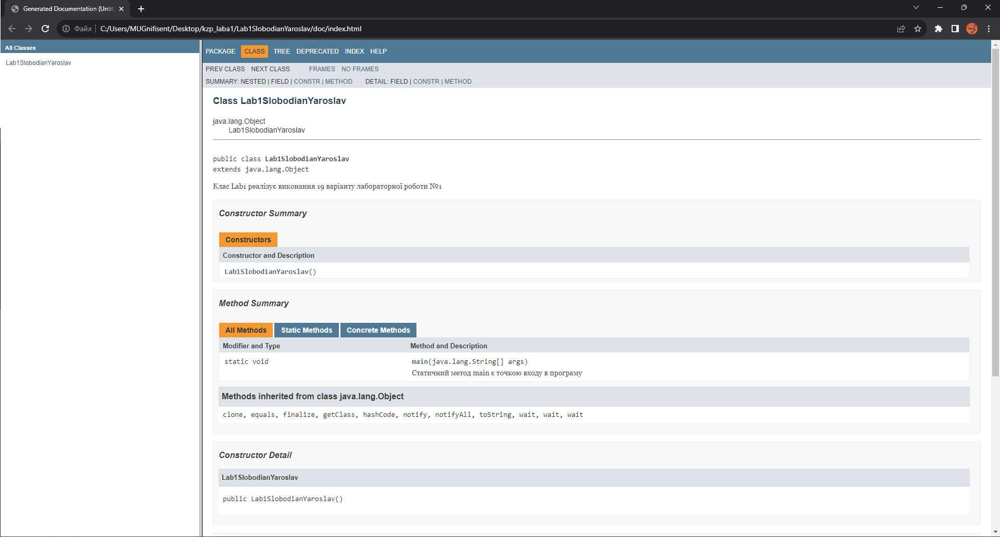 Generated Documentation (Untit
Файл
C:/Users/MUGnifisent/Desktop/kzp_laba1/Lab1SlobodianYaroslav/doc/index.html
All Classes
Lab1SlobodianYaroslav
PACKAGE CLASS TREE DEPRECATED INDEX HELP
PREV CLASS NEXT CLASS FRAMES NO FRAMES
SUMMARY: NESTED | FIELD | CONSTR | METHOD DETAIL: FIELD | CONSTR | METHOD
Class Lab1SlobodianYaroslav
java.lang.Object
Lab1SlobodianYaroslav
public class Lab1SlobodianYaroslav
extends java.lang.Object
Клас Lab1 реалізує виконання 19 варіанту лабораторної роботи №1
Constructor Summary
Constructors
Constructor and Description
Lab1SlobodianYaroslav()
Method Summary
All Methods Static Methods Concrete Methods
Modifier and Type Method and Description
static void main(java.lang.String[] args)
Статичний метод main є точкою входу в програму
Methods inherited from class java.lang.Object
clone, equals, finalize, getClass, hashCode, notify, notifyAll, toString, wait, wait, wait
Constructor Detail
Lab1SlobodianYaroslav
public Lab1SlobodianYaroslav()